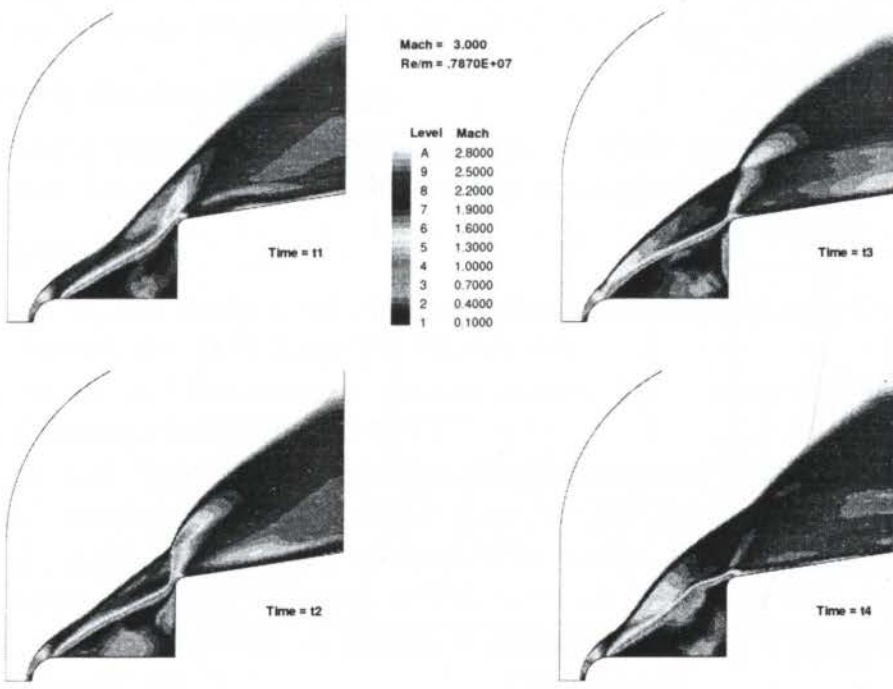 Mach = 3.000
Re/m = .7870E+07
Level Mach
A 2.8000
9 2.5000
8 2.2000
7 1.9000
6 1.6000
5 1.3000
4 1.0000
3 0.7000
2 0.4000
1 0.1000
Time = t1
Time = t3
Time = t2
Time = t4